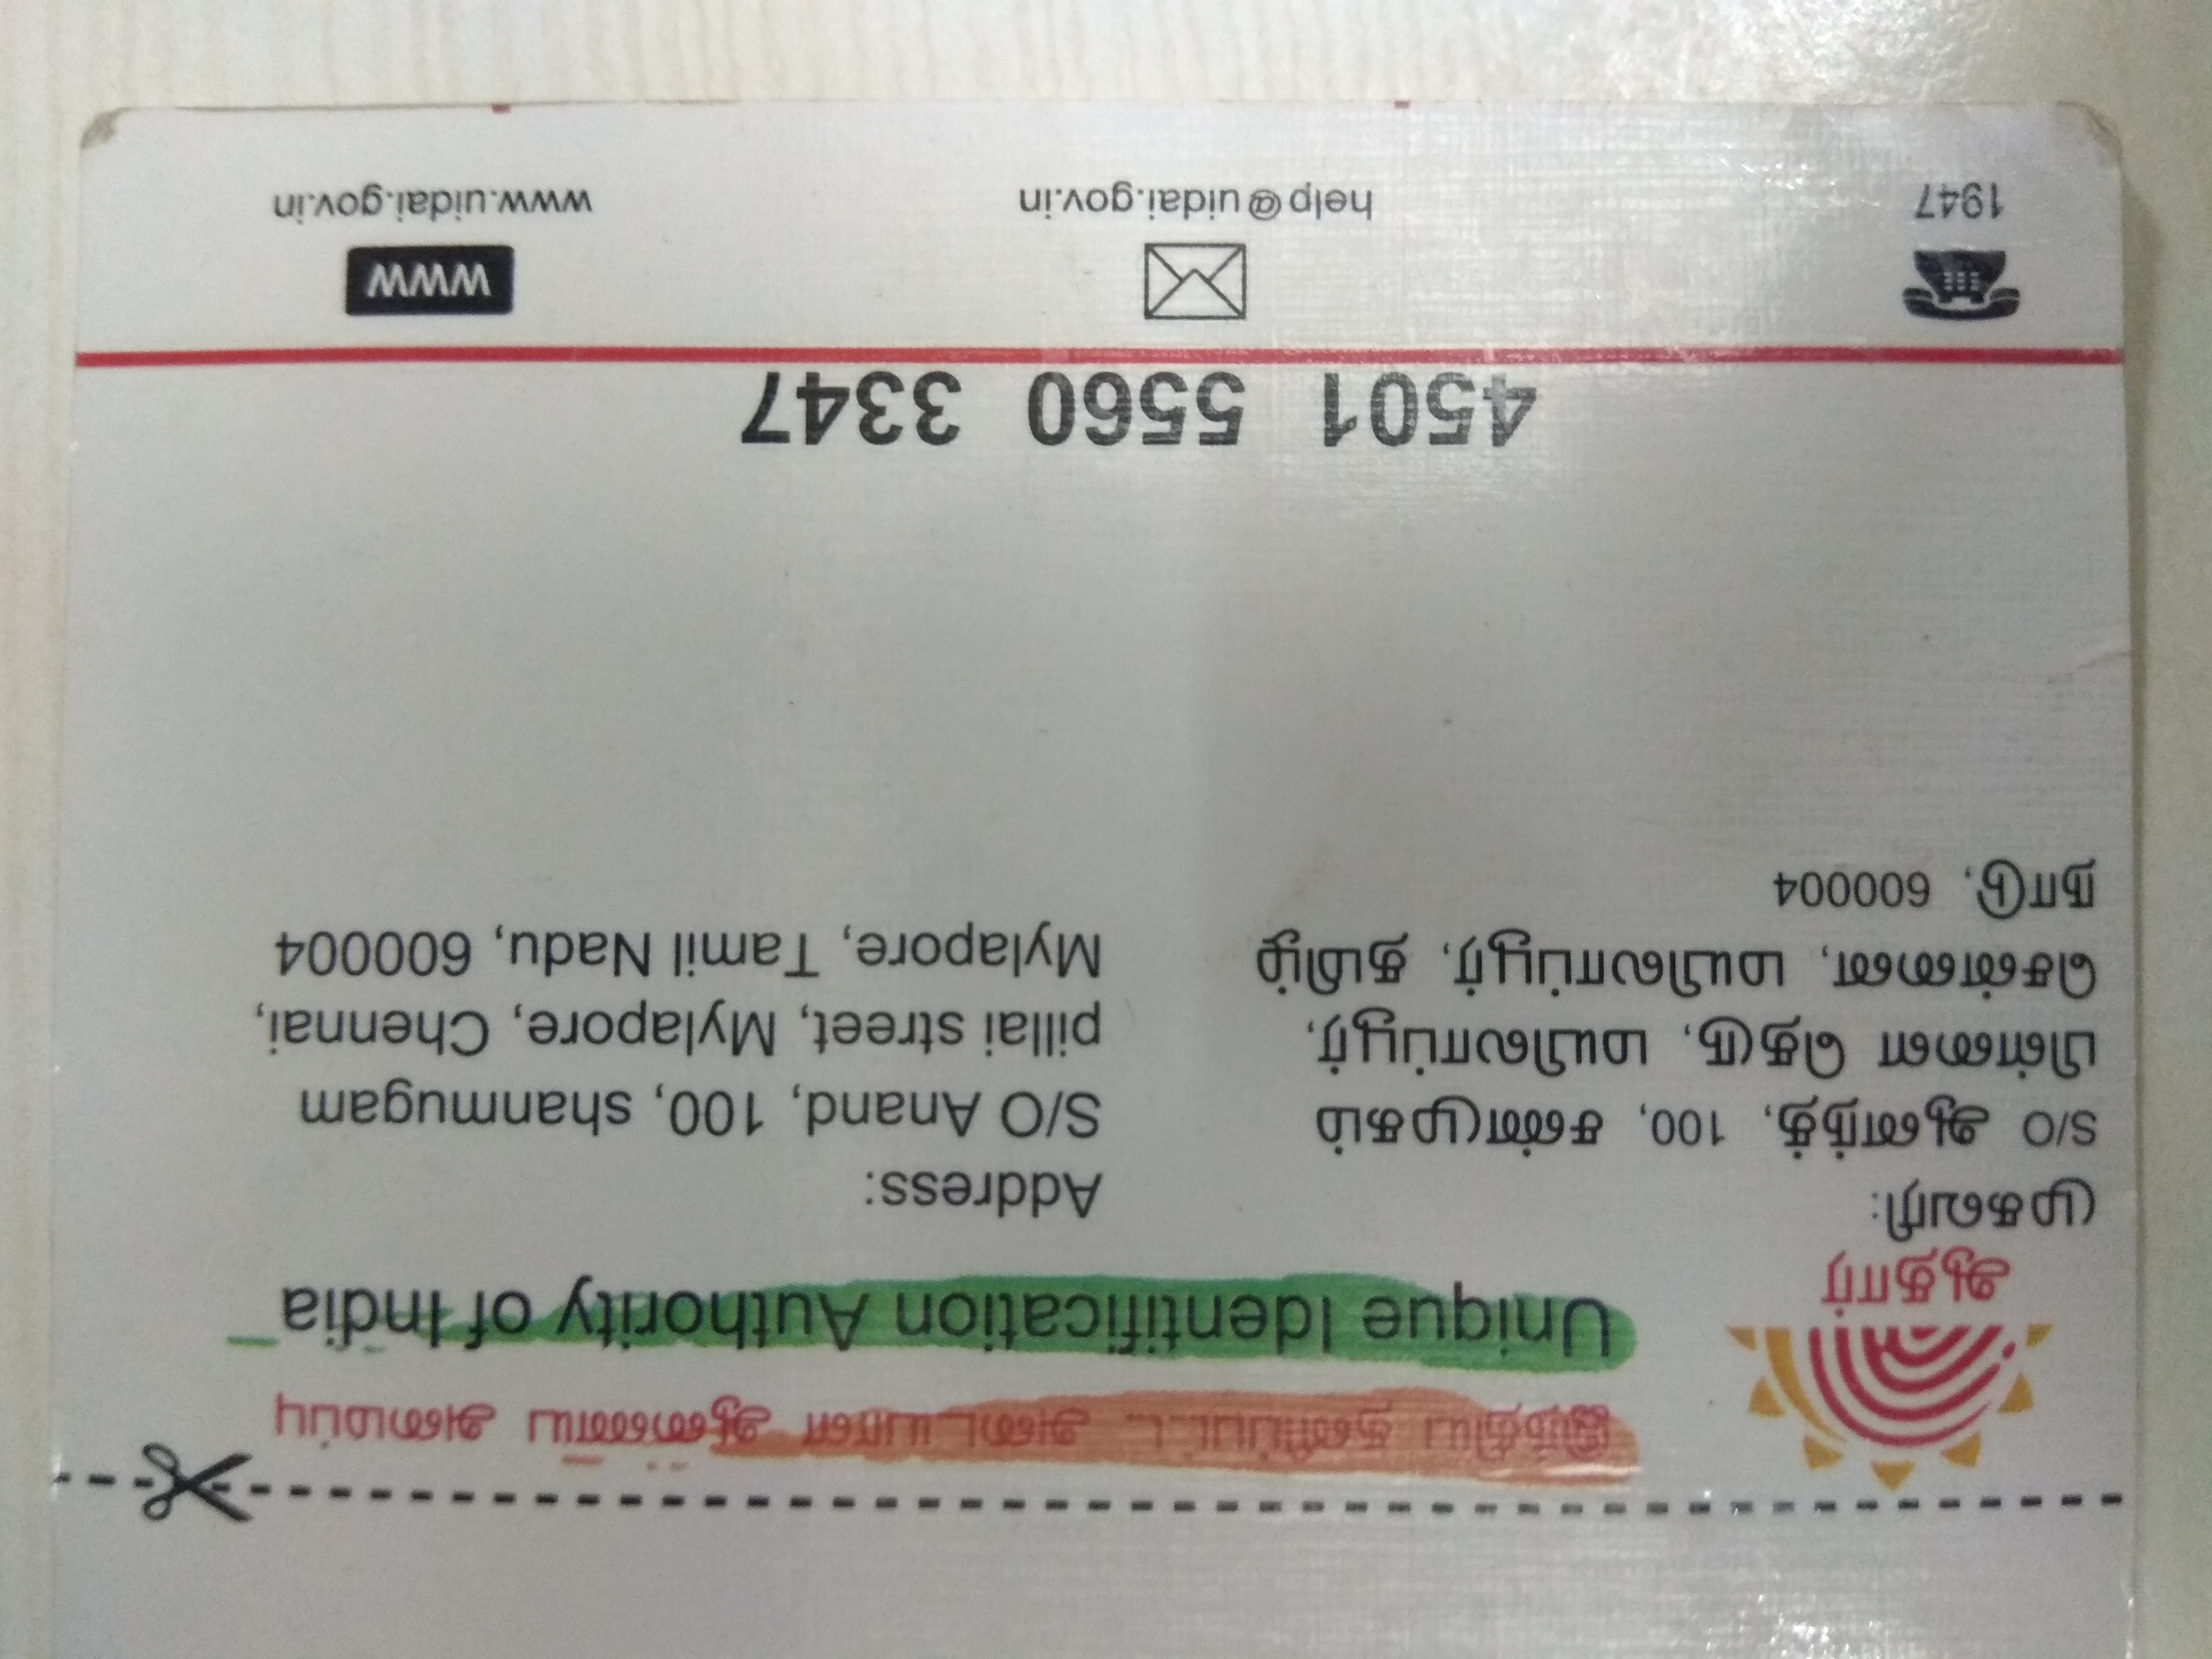 இந்திய தனிப்பட்ட அடையாள ஆணைய அமைப்பு
Unique Identification Authority of India
ஆதார்
முகவரி:
S/O ஆனந்த், 100, சண்முகம்
பிள்ளை தெரு, மயிலாப்பூர்,
சென்னை, மயிலாப்பூர், தமிழ்
நாடு, 600004
Address:
S/O Anand, 100, shanmugam
pillai street, Mylapore, Chennai,
Mylapore, Tamil Nadu, 600004
4501 5560 3347
1947
help@uidai.gov.in
WWW
www.uidai.gov.in